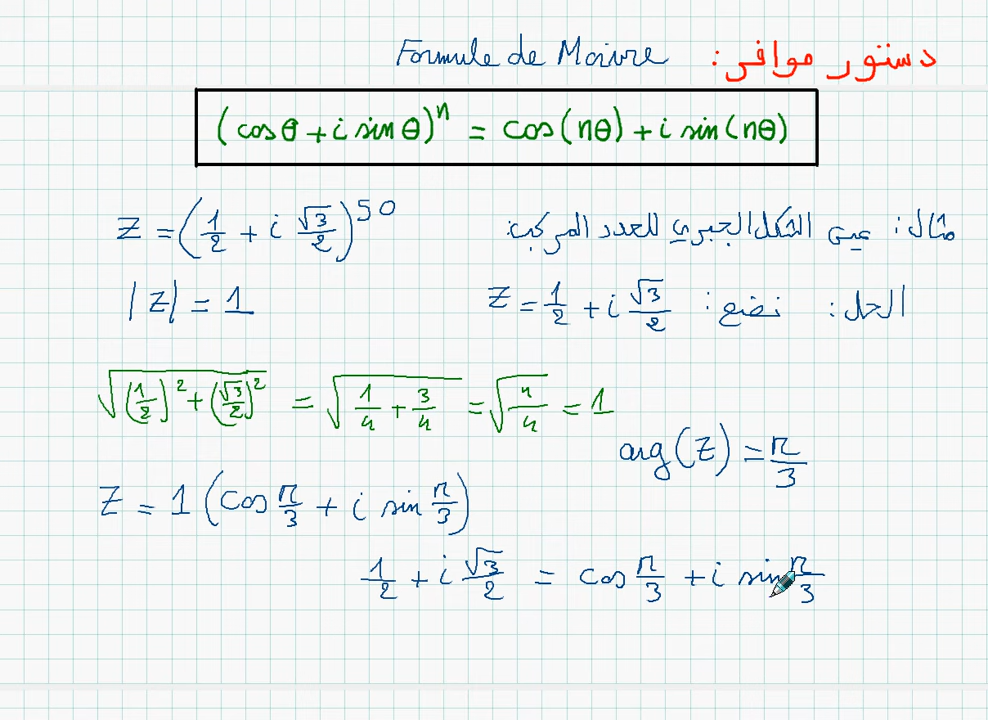 Formule de Moivre دستور موافر:
(cosθ + i sinθ)^n = cos(nθ) + i sin(nθ)
مثال: عين الشكل الجبري للعدد المركب: Z = (1/2 + i √3/2)^50
الحل: نضع: Z = 1/2 + i √3/2 |Z| = 1
√((1/2)^2 + (√3/2)^2) = √(1/4 + 3/4) = √(4/4) = 1
arg(Z) = π/3
Z = 1 (cos π/3 + i sin π/3)
1/2 + i √3/2 = cos π/3 + i sin π/3